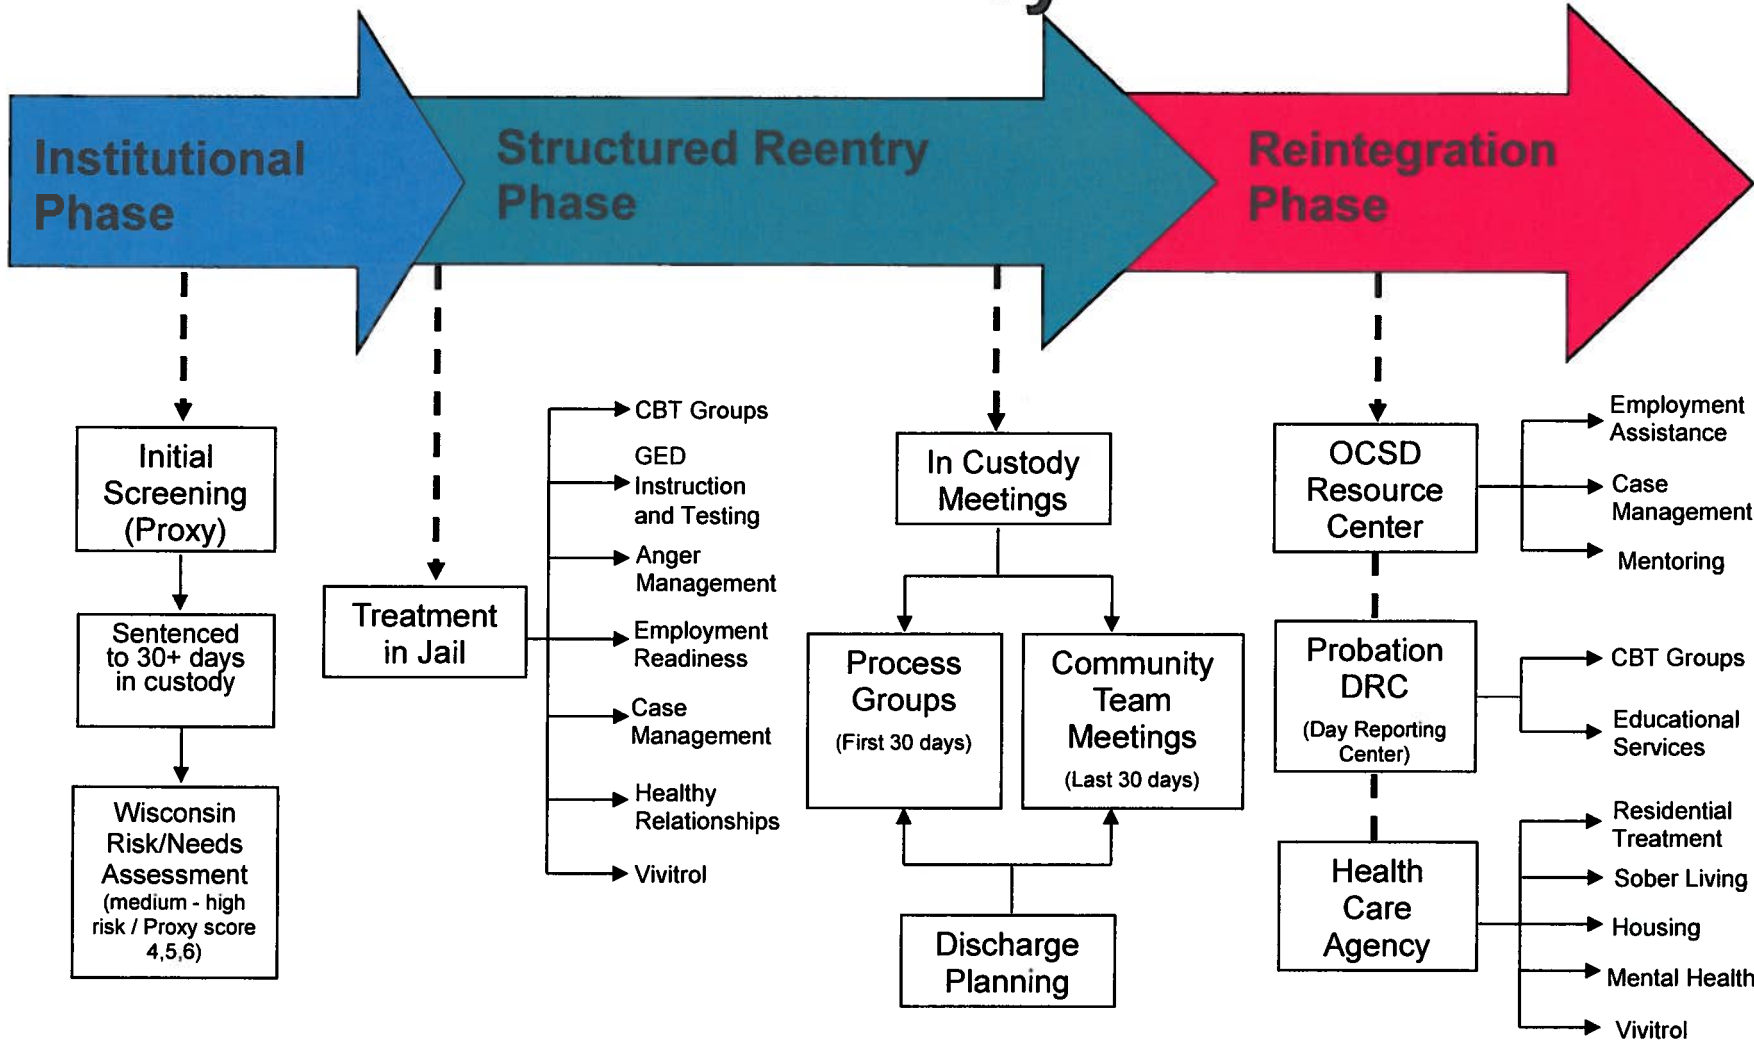 Institutional
Phase
Structured Reentry
Phase
Reintegration
Phase
Initial
Screening
(Proxy)
Sentenced
to 30+ days
in custody
Wisconsin
Risk/Needs
Assessment
(medium - high
risk / Proxy score
4,5,6)
Treatment
in Jail
CBT Groups
GED
Instruction
and Testing
Anger
Management
Employment
Readiness
Case
Management
Healthy
Relationships
Vivitrol
In Custody
Meetings
Process
Groups
(First 30 days)
Community
Team
Meetings
(Last 30 days)
Discharge
Planning
OCSD
Resource
Center
Employment
Assistance
Case
Management
Mentoring
Probation
DRC
(Day Reporting
Center)
CBT Groups
Educational
Services
Health
Care
Agency
Residential
Treatment
Sober Living
Housing
Mental Health
Vivitrol